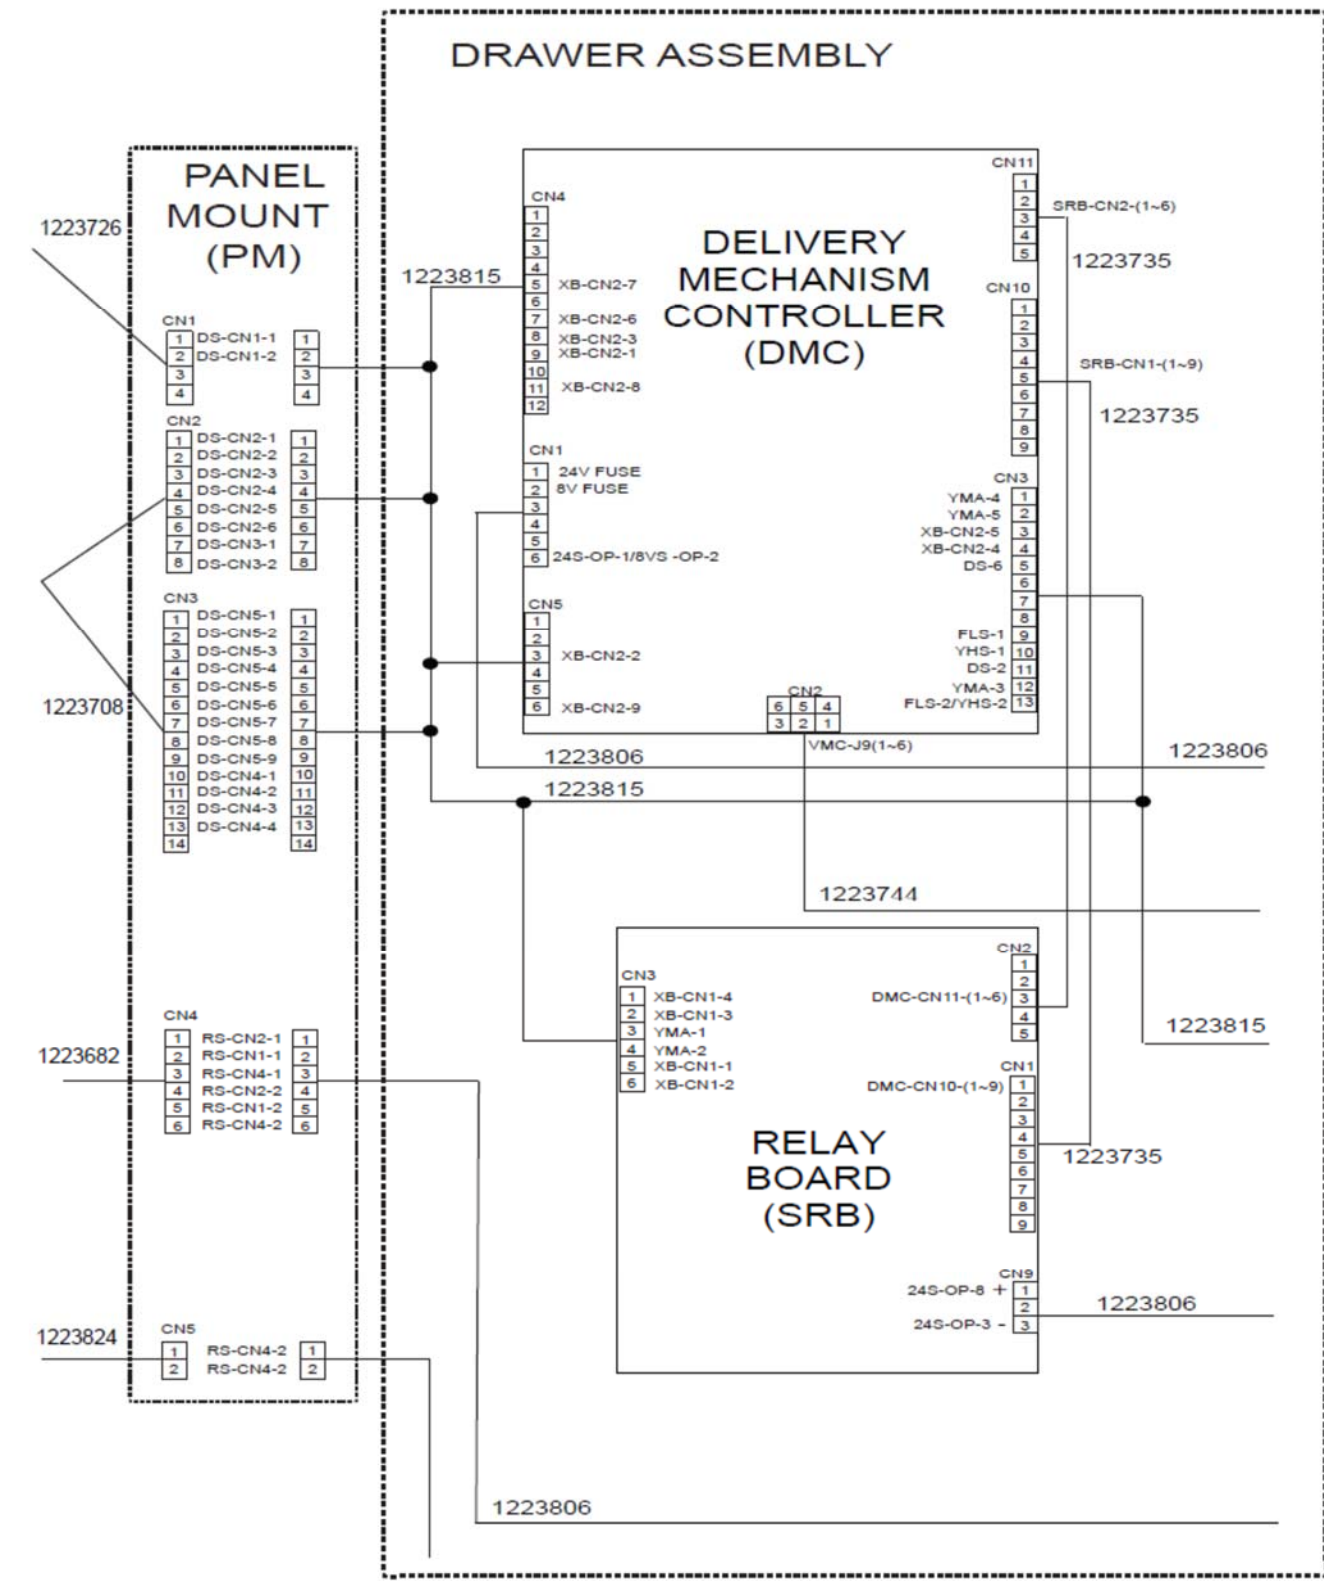 DRAWER ASSEMBLY
PANEL
MOUNT
(PM)
1223726
CN1
1 DS-CN1-1 1
2 DS-CN1-2 2
3 3
4 4
CN2
1 DS-CN2-1 1
2 DS-CN2-2 2
3 DS-CN2-3 3
4 DS-CN2-4 4
5 DS-CN2-5 5
6 DS-CN2-6 6
7 DS-CN3-1 7
8 DS-CN3-2 8
CN3
1 DS-CN5-1 1
2 DS-CN5-2 2
3 DS-CN5-3 3
4 DS-CN5-4 4
5 DS-CN5-5 5
6 DS-CN5-6 6
7 DS-CN5-7 7
8 DS-CN5-8 8
9 DS-CN5-9 9
10 DS-CN4-1 10
11 DS-CN4-2 11
12 DS-CN4-3 12
13 DS-CN4-4 13
14 14
1223708
CN4
1 RS-CN2-1 1
2 RS-CN1-1 2
3 RS-CN4-1 3
4 RS-CN2-2 4
5 RS-CN1-2 5
6 RS-CN4-2 6
1223682
CN5
1 RS-CN4-2 1
2 RS-CN4-2 2
1223824
DELIVERY
MECHANISM
CONTROLLER
(DMC)
1223815
CN4
1
2
3
4
5 XB-CN2-7
6
7 XB-CN2-6
8 XB-CN2-3
9 XB-CN2-1
10
11 XB-CN2-8
12
CN1
1 24V FUSE
2 8V FUSE
3
4
5
6 24S-OP-1/8VS -OP-2
CN5
1
2
3 XB-CN2-2
4
5
6 XB-CN2-9
CN2
6 5 4
3 2 1
VMC-J9(1~6)
CN11
1
2
3
4
5
SRB-CN2-(1~6)
1223735
CN10
1
2
3
4
5
6
7
8
9
SRB-CN1-(1~9)
1223735
CN3
YMA-4 1
YMA-5 2
XB-CN2-5 3
XB-CN2-4 4
DS-6 5
6
7
8
FLS-1 9
YHS-1 10
DS-2 11
YMA-3 12
FLS-2/YHS-2 13
1223806
1223806
1223815
1223744
RELAY
BOARD
(SRB)
CN3
1 XB-CN1-4
2 XB-CN1-3
3 YMA-1
4 YMA-2
5 XB-CN1-1
6 XB-CN1-2
CN2
1
2
DMC-CN11-(1~6) 3
4
5
1223815
CN1
DMC-CN10-(1~9) 1
2
3
4
5
6
7
8
9
1223735
CN9
24S-OP-8 + 1
2
24S-OP-3 - 3
1223806
1223806